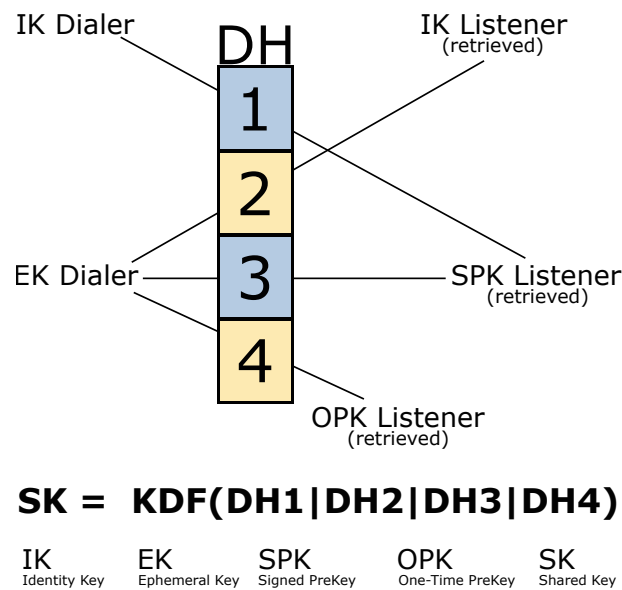 IK Dialer
DH
IK Listener
(retrieved)
1
2
EK Dialer
3
SPK Listener
(retrieved)
4
OPK Listener
(retrieved)
SK = KDF(DH1|DH2|DH3|DH4)
IK EK SPK OPK SK
Identity Key Ephemeral Key Signed PreKey One-Time PreKey Shared Key